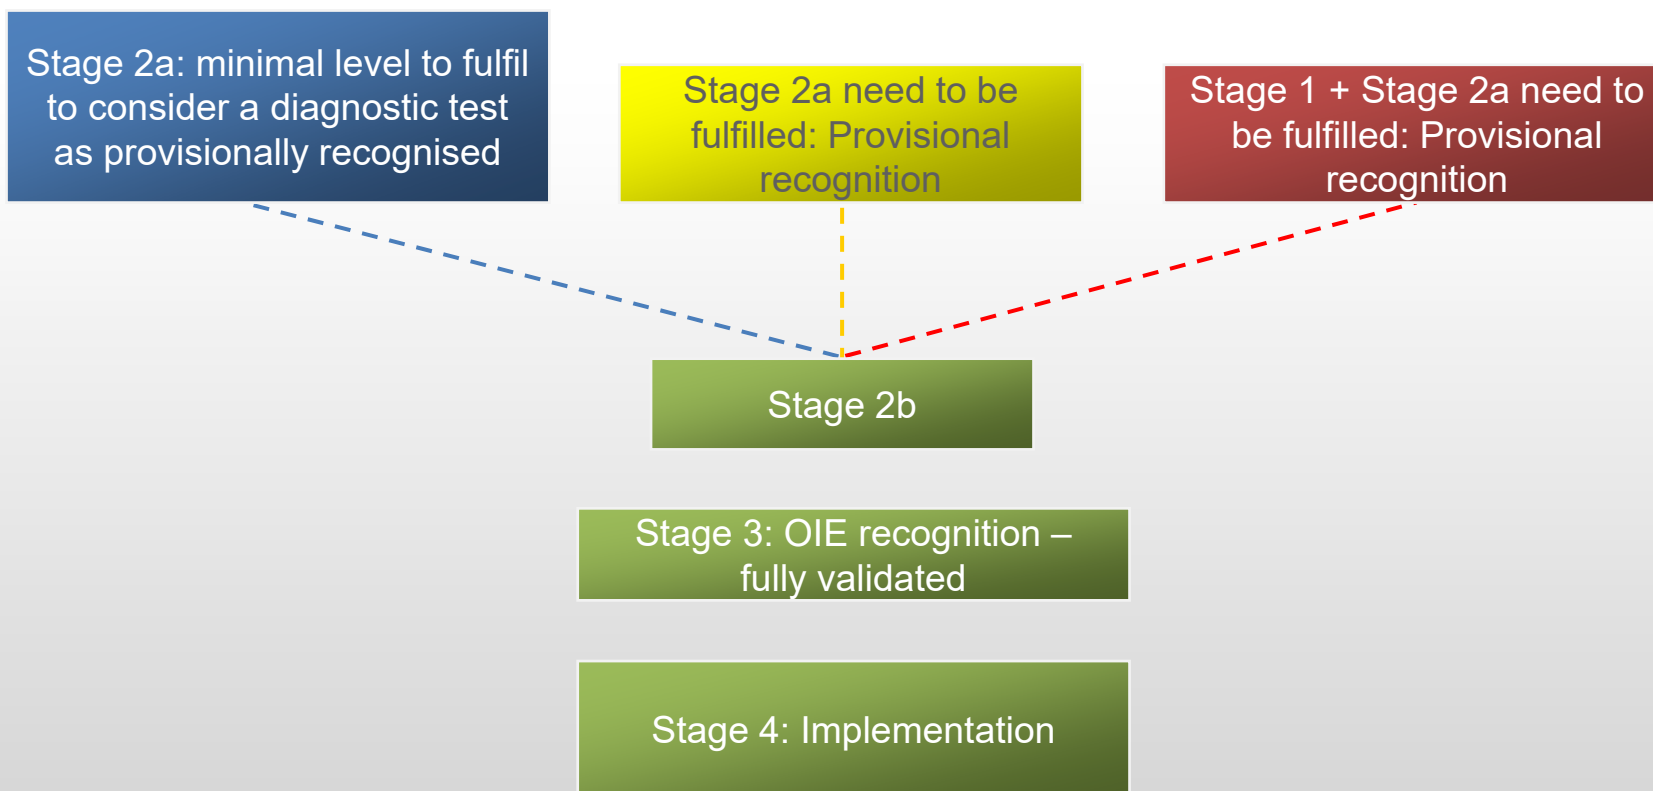 Stage 2a: minimal level to fulfil
to consider a diagnostic test
as provisionally recognised
Stage 2a need to be
fulfilled: Provisional
recognition
Stage 1 + Stage 2a need to
be fulfilled: Provisional
recognition
Stage 2b
Stage 3: OIE recognition –
fully validated
Stage 4: Implementation